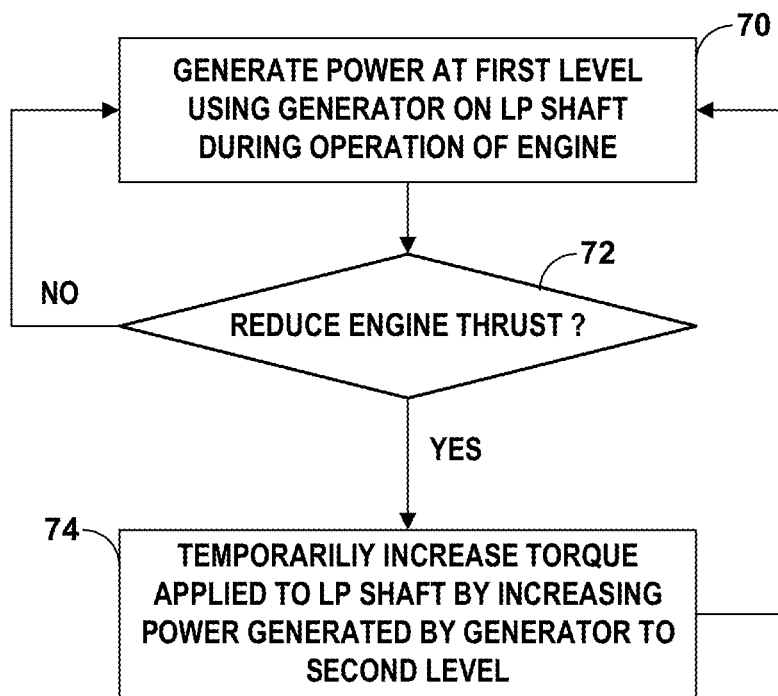 70
GENERATE POWER AT FIRST LEVEL
USING GENERATOR ON LP SHAFT
DURING OPERATION OF ENGINE
72
NO
REDUCE ENGINE THRUST ?
YES
74
TEMPORARILIY INCREASE TORQUE
APPLIED TO LP SHAFT BY INCREASING
POWER GENERATED BY GENERATOR TO
SECOND LEVEL